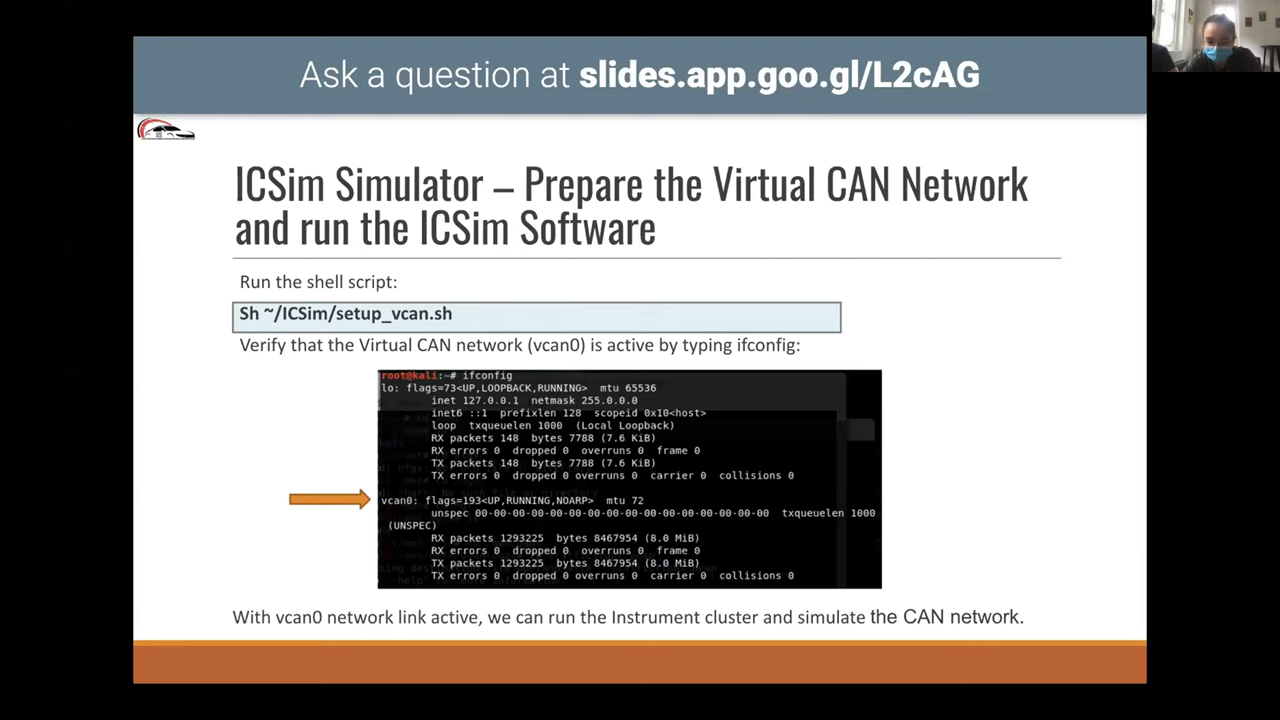 Ask a question at slides.app.goo.gl/L2cAG
ICSim Simulator – Prepare the Virtual CAN Network
and run the ICSim Software
Run the shell script:
Sh ~/ICSim/setup_vcan.sh
Verify that the Virtual CAN network (vcan0) is active by typing ifconfig:
root@kali:~# ifconfig
lo: flags=73<UP,LOOPBACK,RUNNING> mtu 65536
inet 127.0.0.1 netmask 255.0.0.0
inet6 ::1 prefixlen 128 scopeid 0x10<host>
loop txqueuelen 1000 (Local Loopback)
RX packets 148 bytes 7788 (7.6 KiB)
RX errors 0 dropped 0 overruns 0 frame 0
TX packets 148 bytes 7788 (7.6 KiB)
TX errors 0 dropped 0 overruns 0 carrier 0 collisions 0
vcan0: flags=193<UP,RUNNING,NOARP> mtu 72
unspec 00-00-00-00-00-00-00-00-00-00-00-00-00-00-00-00 txqueuelen 1000
(UNSPEC)
RX packets 1293225 bytes 8467954 (8.0 MiB)
RX errors 0 dropped 0 overruns 0 frame 0
TX packets 1293225 bytes 8467954 (8.0 MiB)
TX errors 0 dropped 0 overruns 0 carrier 0 collisions 0
With vcan0 network link active, we can run the Instrument cluster and simulate the CAN network.